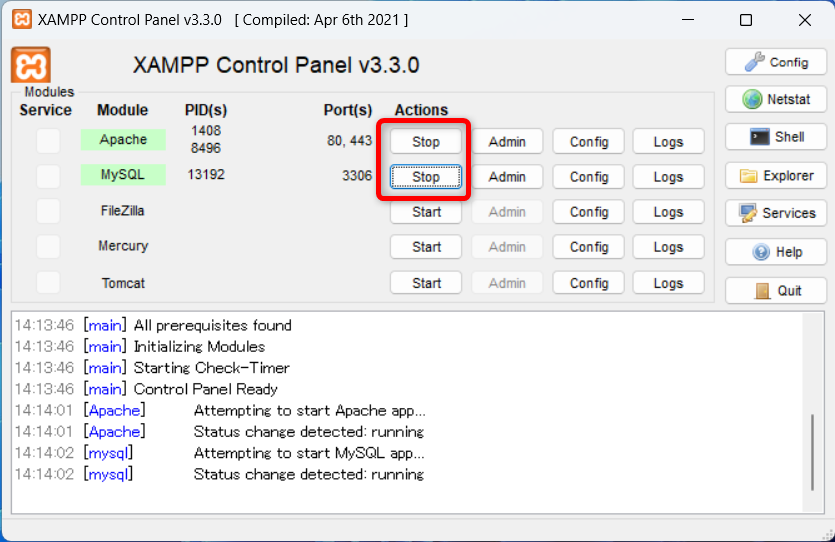 XAMPP Control Panel v3.3.0 [ Compiled: Apr 6th 2021 ]
XAMPP Control Panel v3.3.0
Config
Modules
Service Module PID(s) Port(s) Actions
Netstat
Apache 1408 8496 80, 443 Stop Admin Config Logs
Shell
MySQL 13192 3306 Stop Admin Config Logs
Explorer
FileZilla Start Admin Config Logs
Services
Mercury Start Admin Config Logs
Help
Tomcat Start Admin Config Logs
Quit
14:13:46 [main] All prerequisites found
14:13:46 [main] Initializing Modules
14:13:46 [main] Starting Check-Timer
14:13:46 [main] Control Panel Ready
14:14:01 [Apache] Attempting to start Apache app...
14:14:01 [Apache] Status change detected: running
14:14:02 [mysql] Attempting to start MySQL app...
14:14:02 [mysql] Status change detected: running